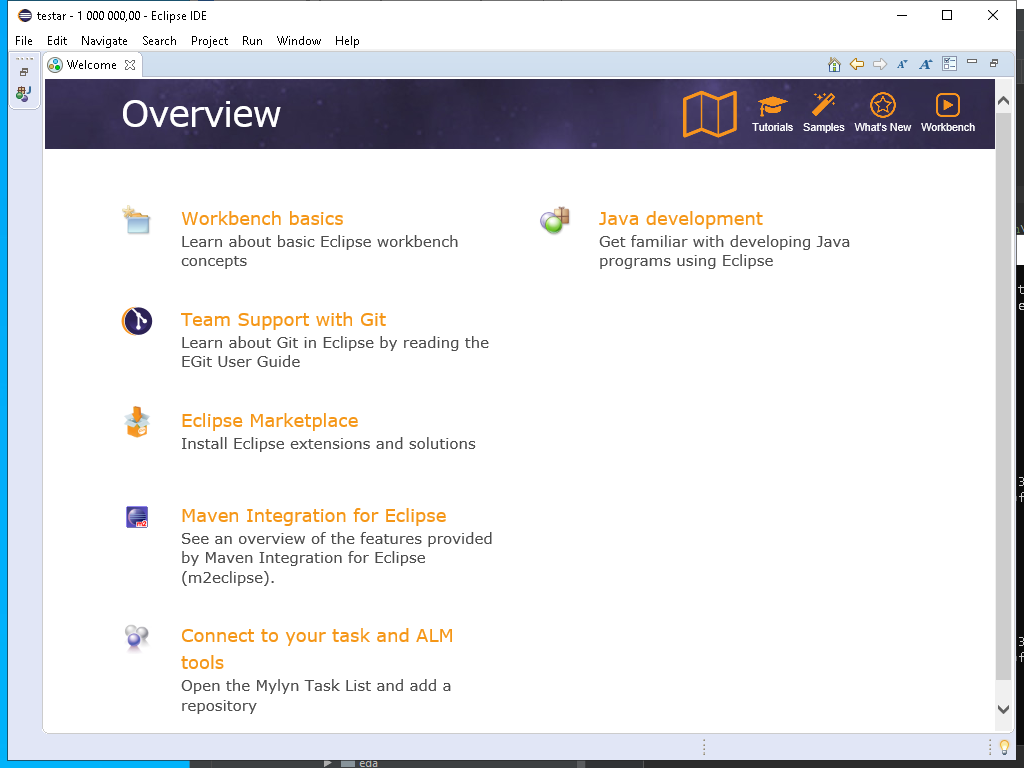 testar - 1 000 000,00 - Eclipse IDE
File Edit Navigate Search Project Run Window Help
Welcome
Overview
Tutorials Samples What's New Workbench
Workbench basics
Learn about basic Eclipse workbench
concepts
Java development
Get familiar with developing Java
programs using Eclipse
Team Support with Git
Learn about Git in Eclipse by reading the
EGit User Guide
Eclipse Marketplace
Install Eclipse extensions and solutions
Maven Integration for Eclipse
See an overview of the features provided
by Maven Integration for Eclipse
(m2eclipse).
Connect to your task and ALM
tools
Open the Mylyn Task List and add a
repository
eda